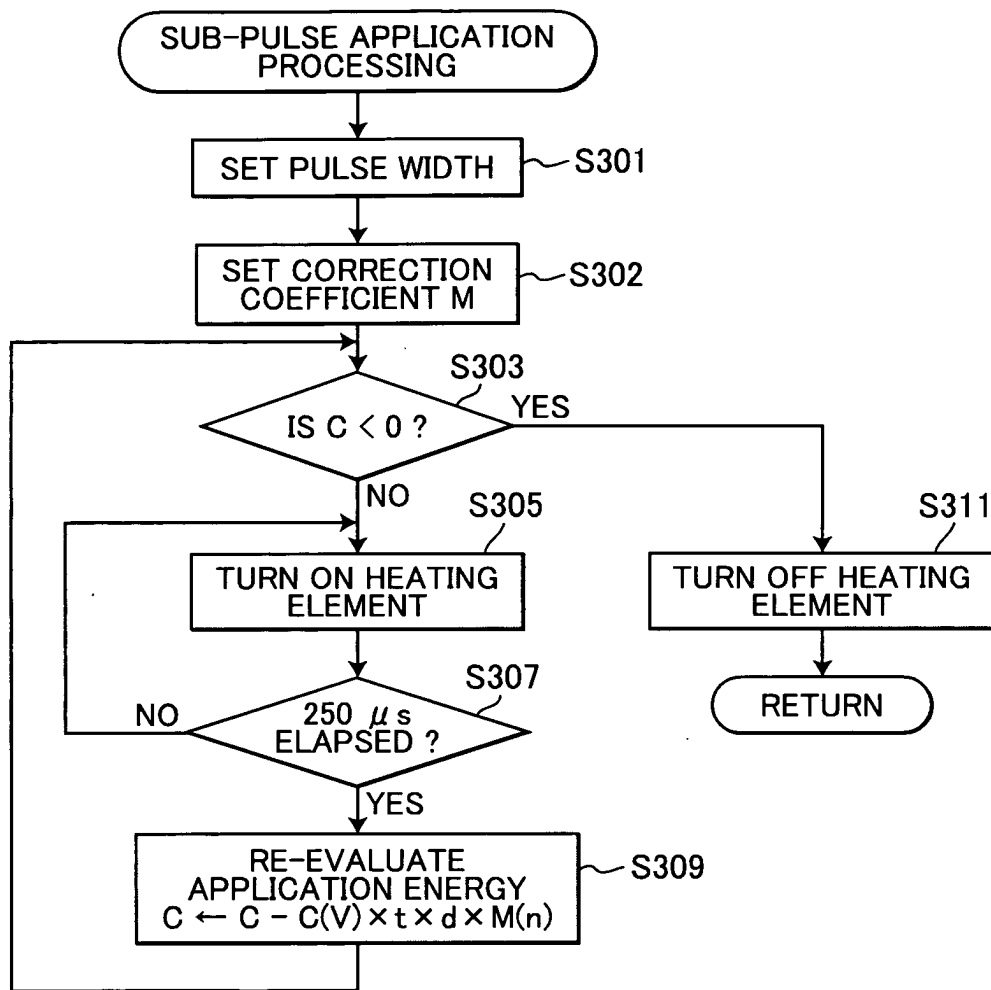 SUB-PULSE APPLICATION
PROCESSING
SET PULSE WIDTH
S301
SET CORRECTION
COEFFICIENT M
S302
S303
IS C < 0 ?
YES
NO
S305
TURN ON HEATING
ELEMENT
S311
TURN OFF HEATING
ELEMENT
S307
NO
250 μs
ELAPSED ?
RETURN
YES
RE-EVALUATE
APPLICATION ENERGY
C ← C - C(V)×t×d×M(n)
S309